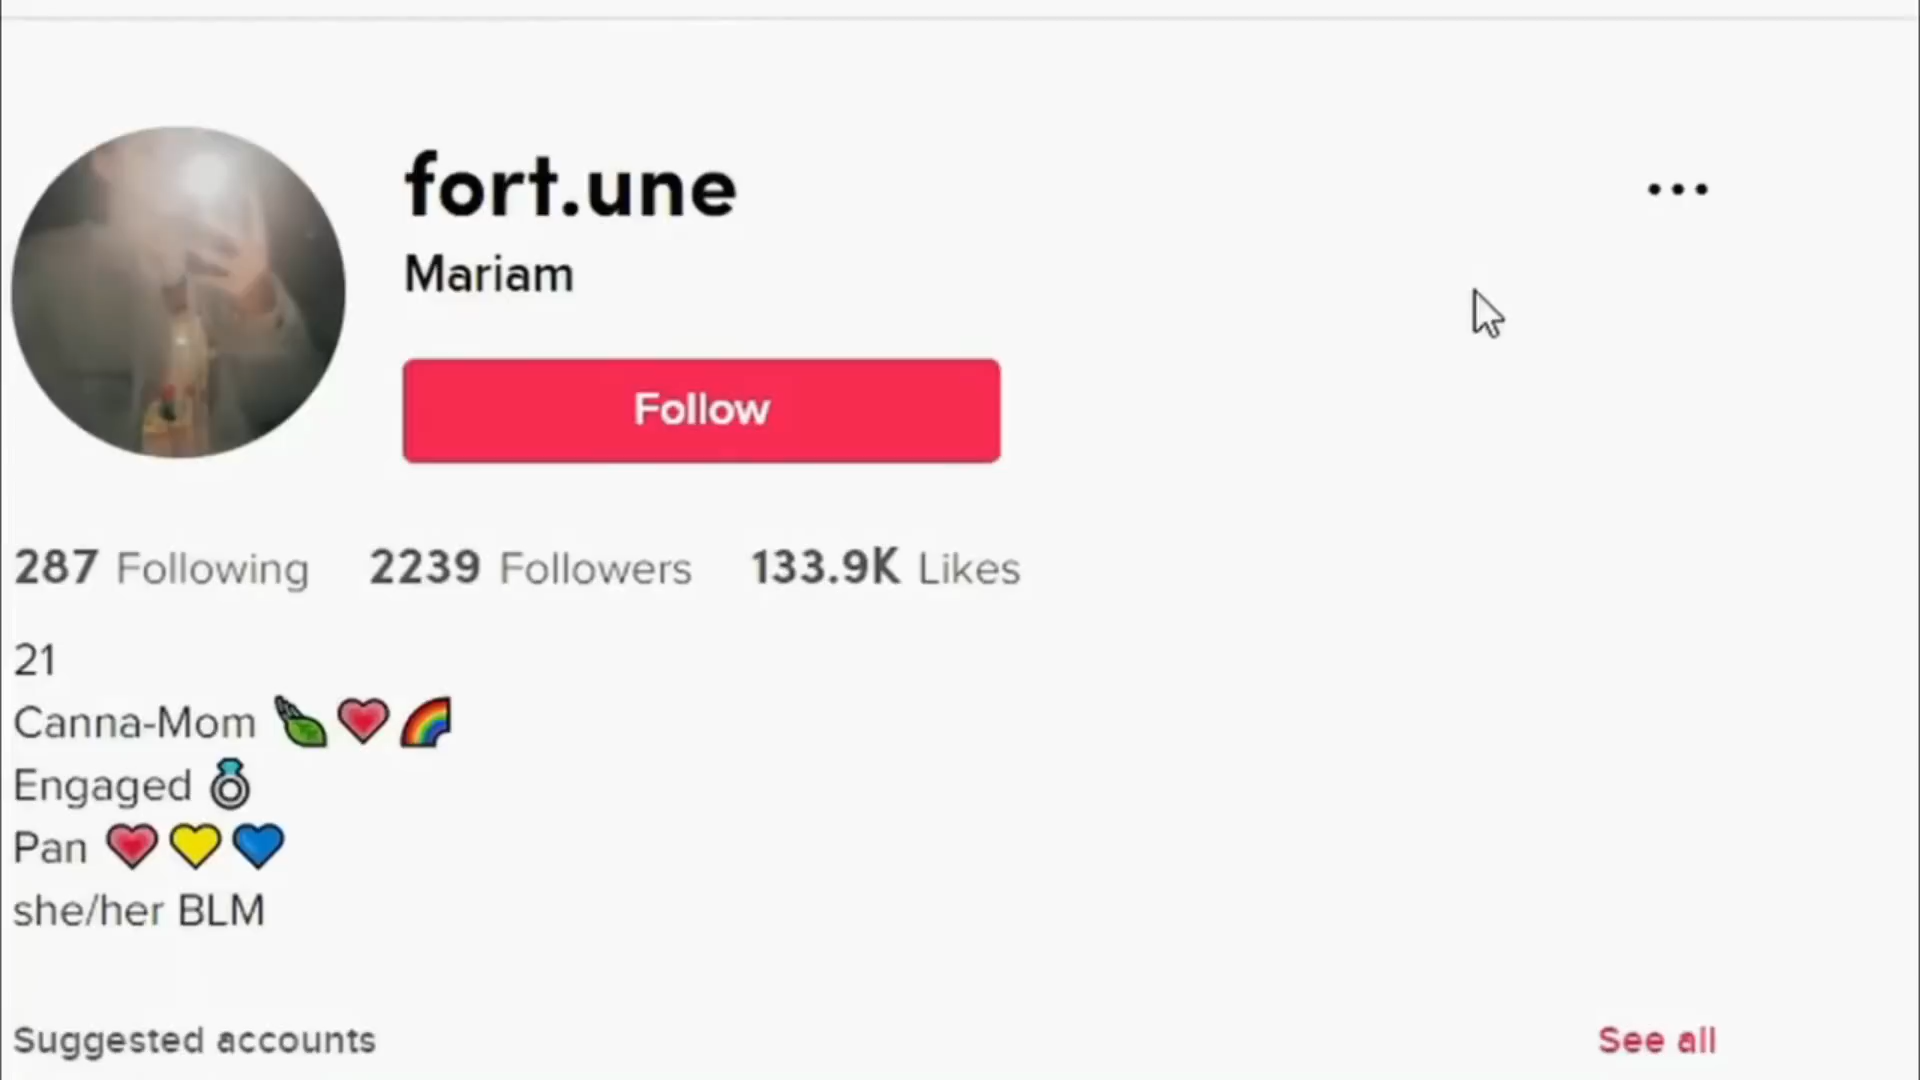 fort.une
Mariam
Follow
287 Following 2239 Followers 133.9K Likes
21
Canna-Mom
Engaged
Pan
she/her BLM
Suggested accounts See all